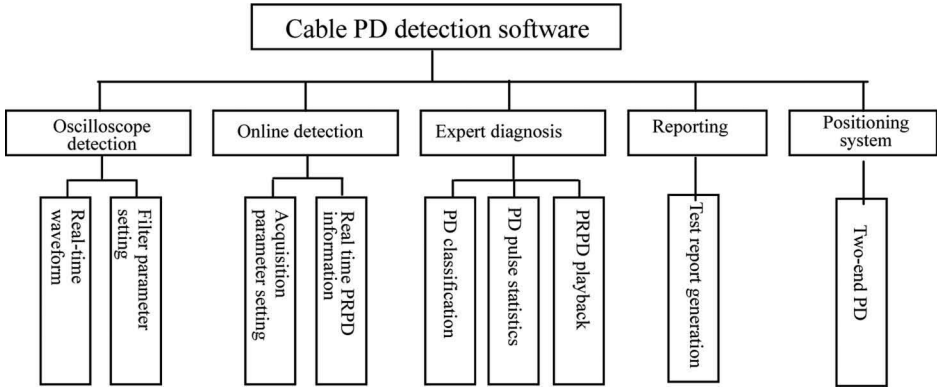 Cable PD detection software
Oscilloscope
detection
Online detection
Expert diagnosis
Reporting
Positioning
system
Real-time
waveform
Filter parameter
setting
Acquisition
parameter setting
Real time PRPD
information
PD classification
PD pulse statistics
PRPD playback
Test report generation
Two-end PD